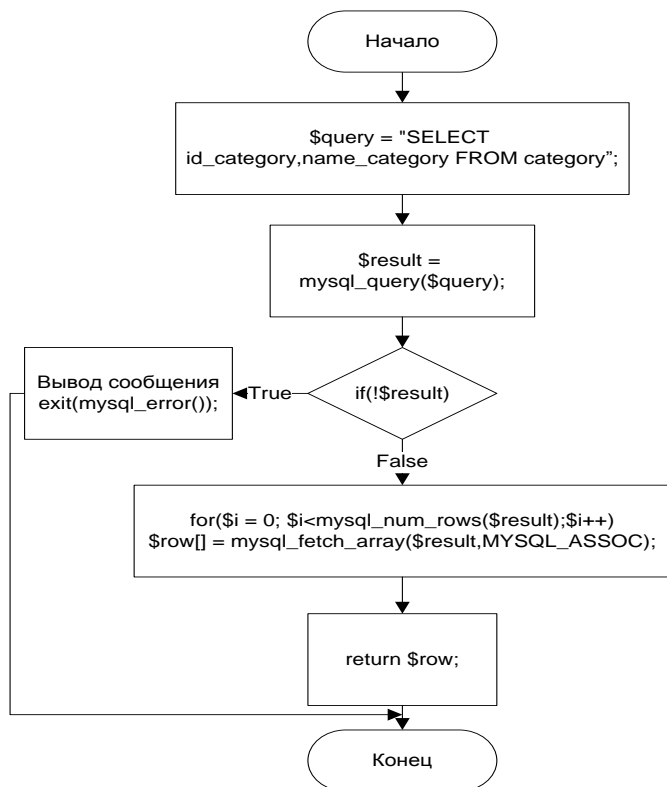 Начало
$query = "SELECT
id_category,name_category FROM category”;
$result =
mysql_query($query);
Вывод сообщения
exit(mysql_error());
True
if(!$result)
False
for($i = 0; $i<mysql_num_rows($result);$i++)
$row[] = mysql_fetch_array($result,MYSQL_ASSOC);
return $row;
Конец